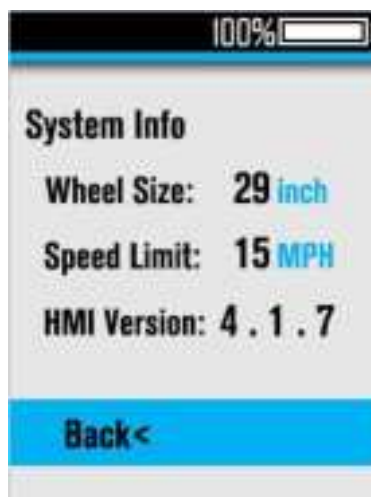 100%
System Info
Wheel Size: 29 inch
Speed Limit: 15 MPH
HMI Version: 4 . 1 . 7
Back<